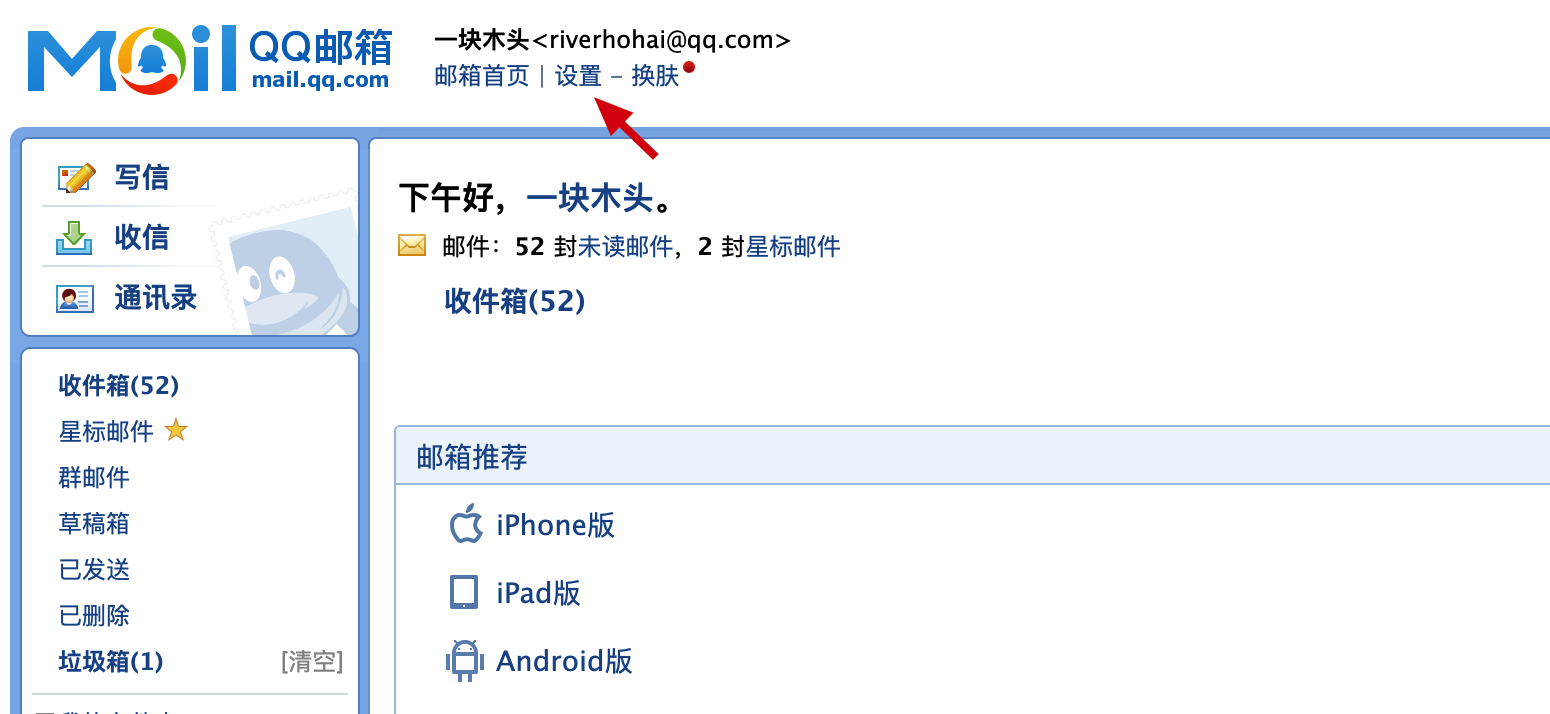 Mail QQ邮箱
mail.qq.com
一块木头<riverhohai@qq.com>
邮箱首页 | 设置 – 换肤
写信
收信
通讯录
收件箱(52)
星标邮件
群邮件
草稿箱
已发送
已删除
垃圾箱(1) [清空]
下午好，一块木头。
邮件：52 封未读邮件，2 封星标邮件
收件箱(52)
邮箱推荐
iPhone版
iPad版
Android版